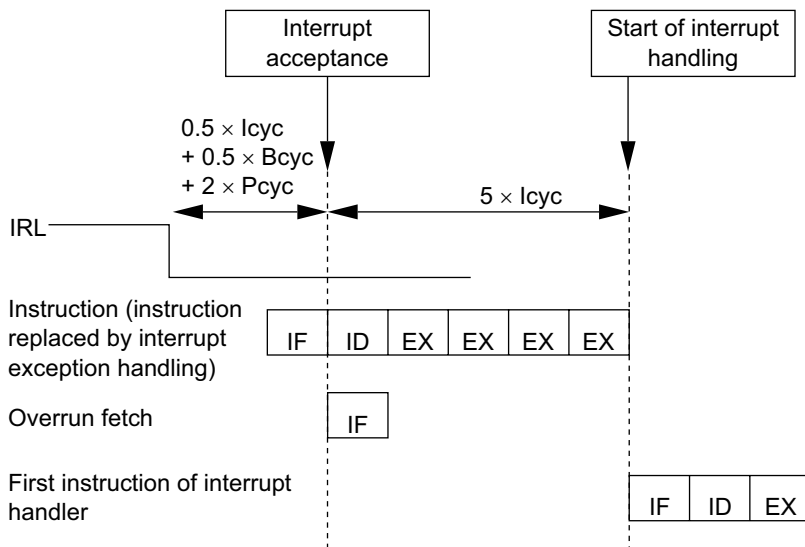 Interrupt
acceptance
Start of interrupt
handling
0.5 × Icyc
+ 0.5 × Bcyc
+ 2 × Pcyc
5 × Icyc
IRL
Instruction (instruction
replaced by interrupt
exception handling)
IF ID EX EX EX EX
Overrun fetch
IF
First instruction of interrupt
handler
IF ID EX